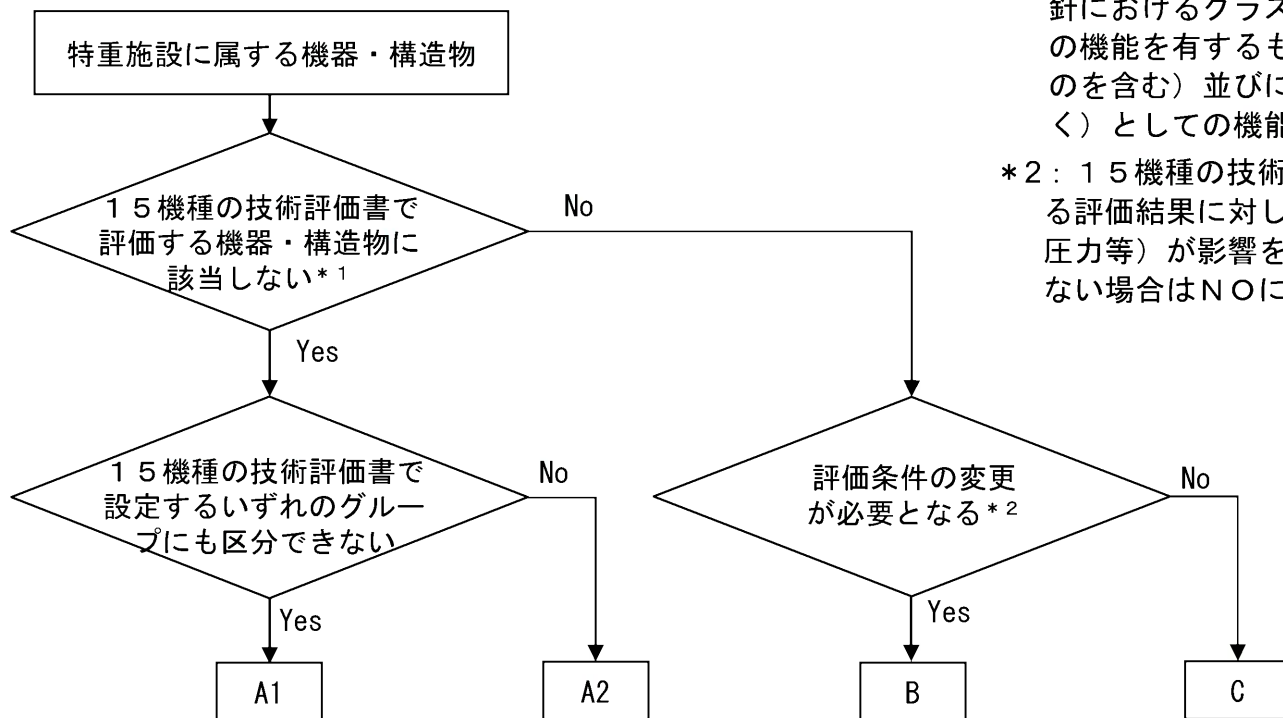 特重施設に属する機器・構造物
１５機種の技術評価書で
評価する機器・構造物に
該当しない*1
No
Yes
１５機種の技術評価書で
設定するいずれのグルー
プにも区分できない
No
Yes
評価条件の変更
が必要となる*2
No
Yes
A1
A2
B
C
針におけるクラス
の機能を有するも
のを含む）並びに
く）としての機能
*2：１５機種の技術
る評価結果に対し
圧力等）が影響を
ない場合はＮＯに